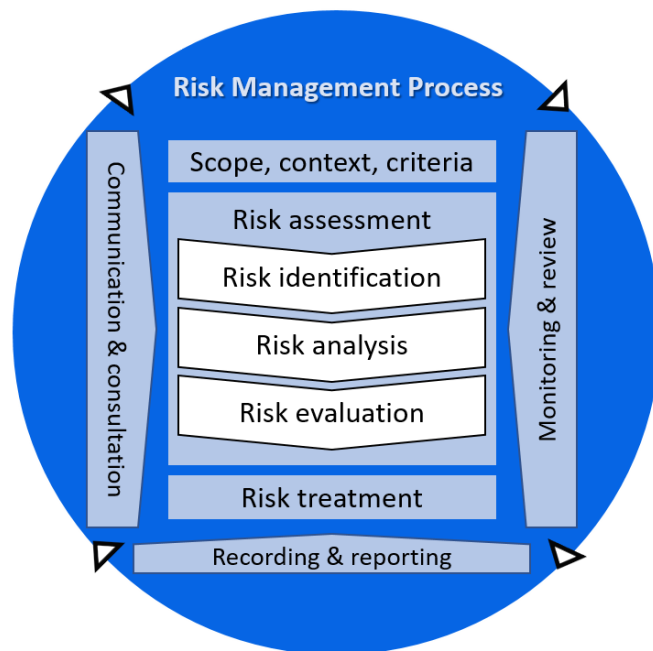 Risk Management Process
Scope, context, criteria
Risk assessment
Risk identification
Risk analysis
Risk evaluation
Risk treatment
Communication & consultation
Monitoring & review
Recording & reporting